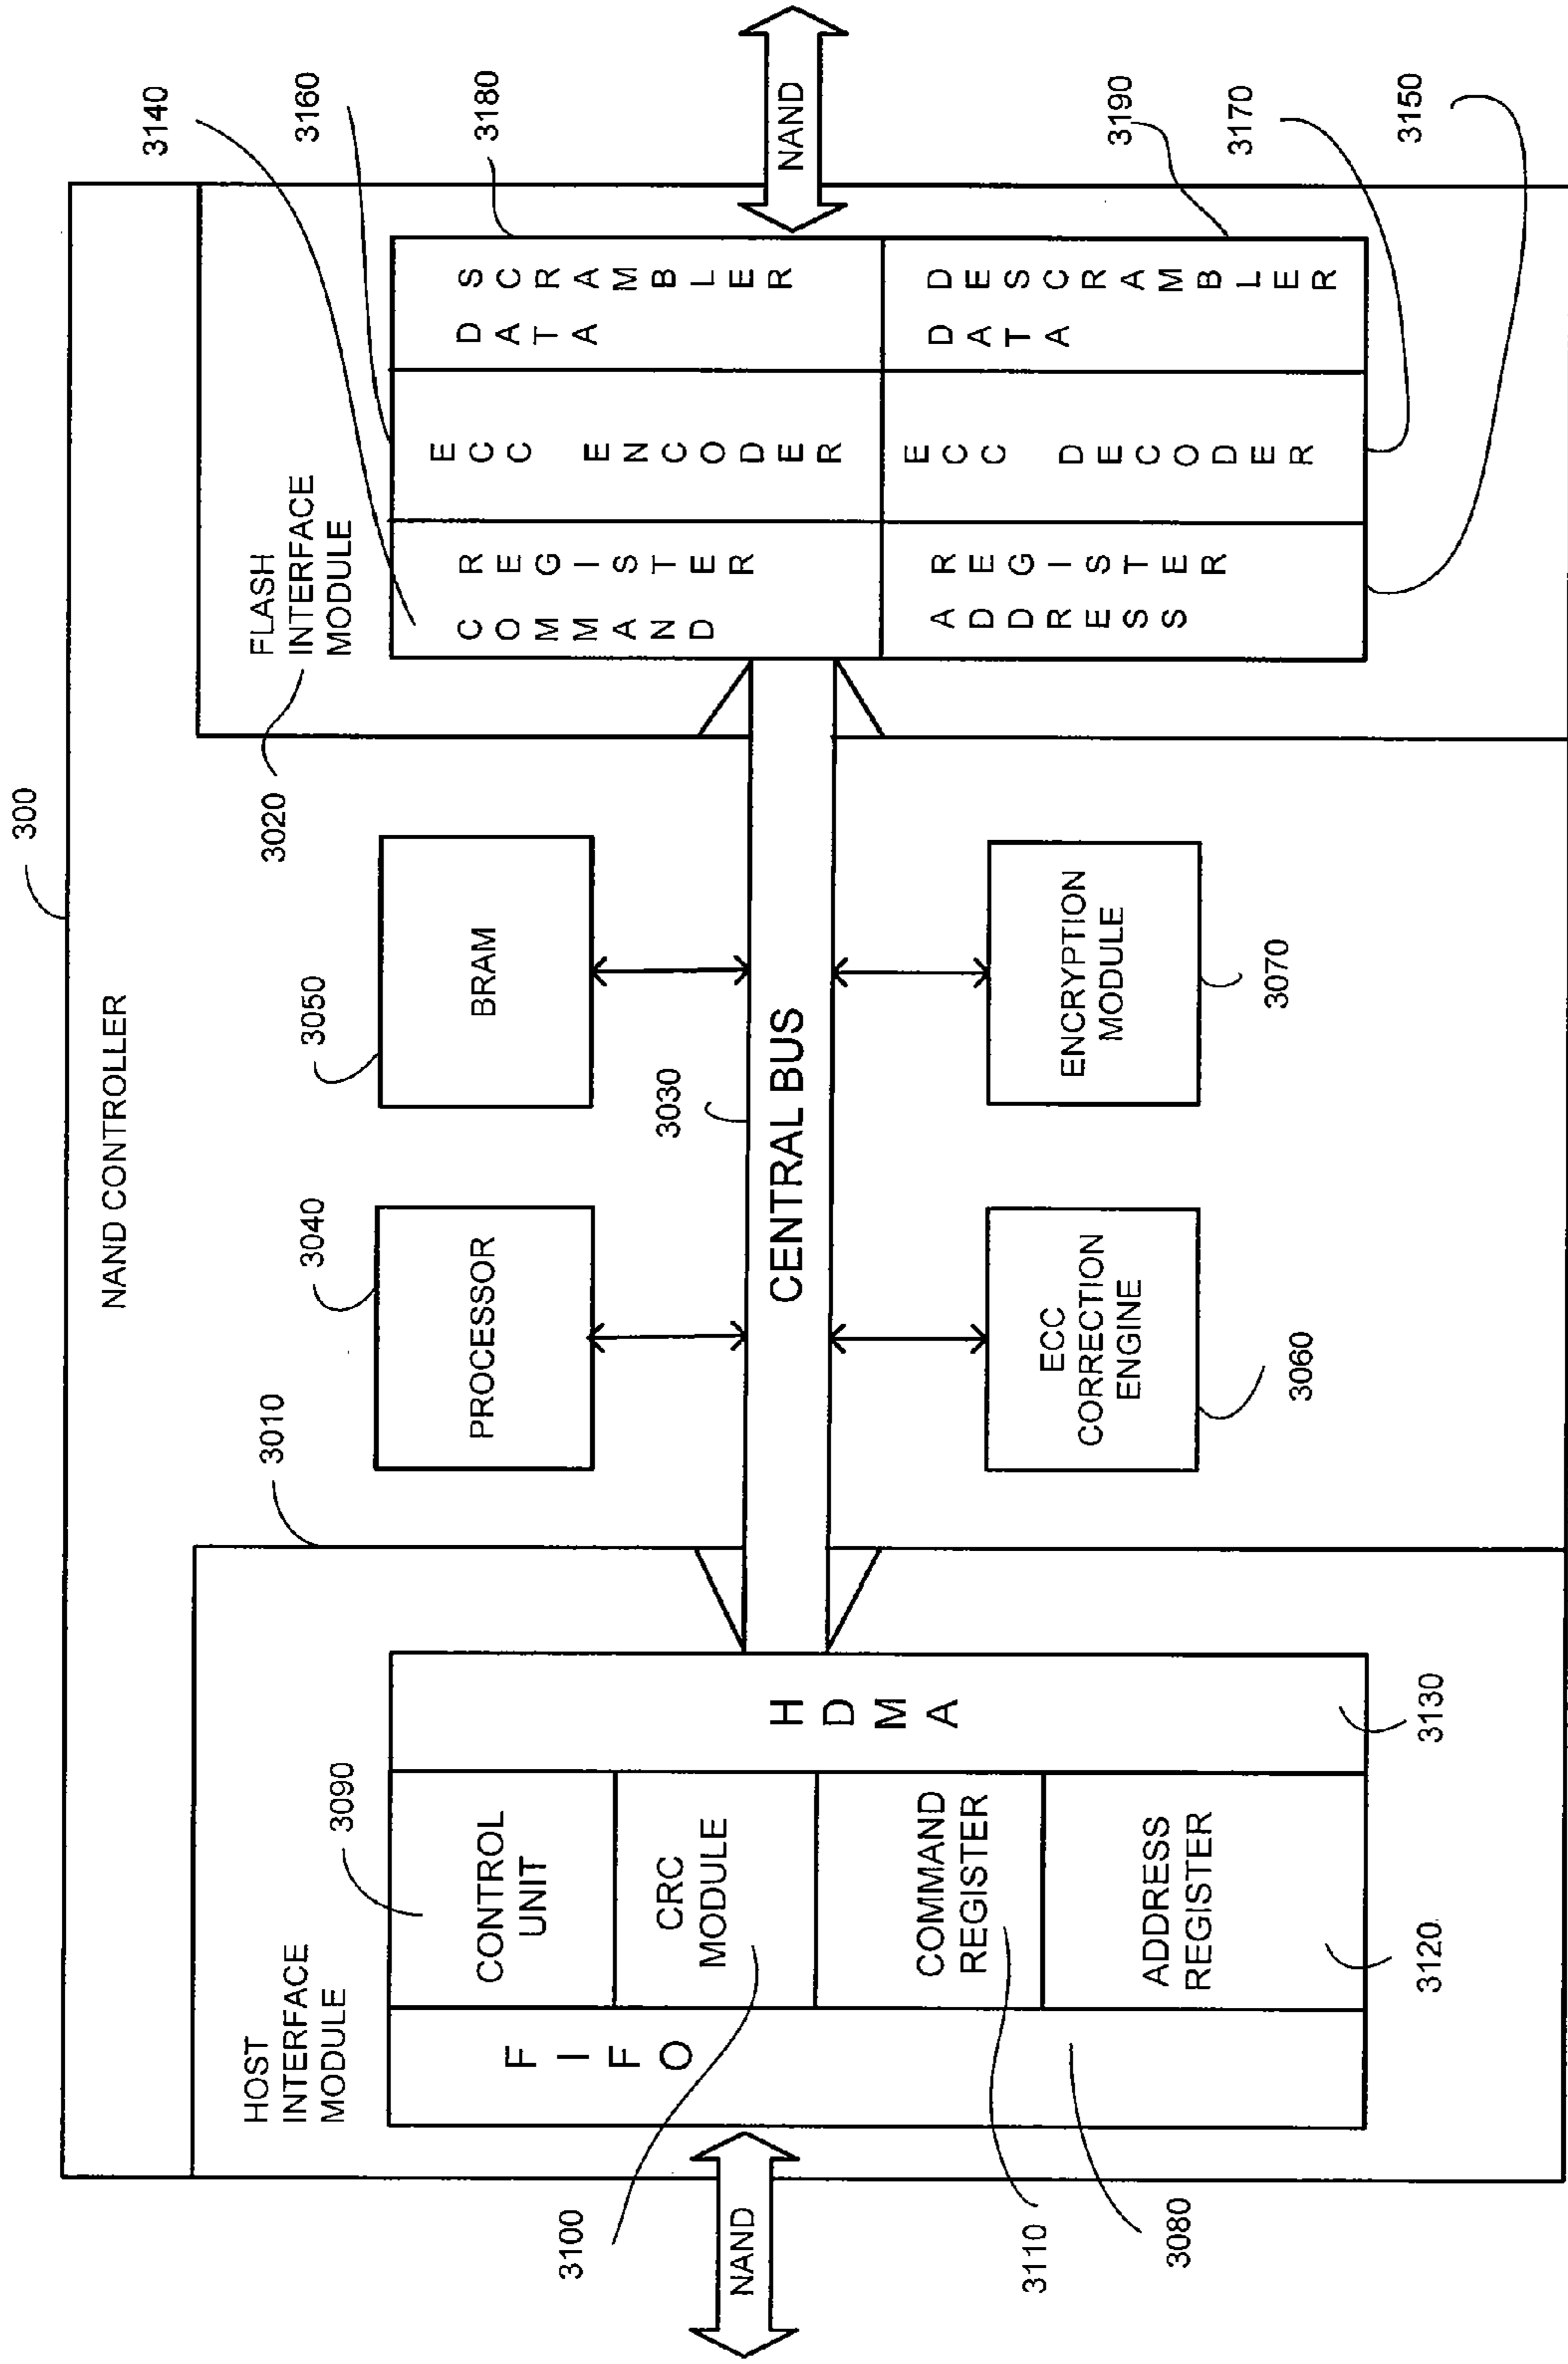 300
NAND CONTROLLER
HOST
INTERFACE
MODULE
3010
FLASH
INTERFACE
MODULE
3020
NAND
NAND
FIFO
3080
CONTROL
UNIT
3090
CRC
MODULE
3100
COMMAND
REGISTER
3110
ADDRESS
REGISTER
3120
HDMA
3130
PROCESSOR
3040
BRAM
3050
CENTRAL BUS
3030
ECC
CORRECTION
ENGINE
3060
ENCRYPTION
MODULE
3070
COMMAND
REGISTER
3140
ADDRESS
REGISTER
3150
ECC ENCODER
3160
ECC DECODER
3170
DATA
SCRAMBLER
3180
DATA
DESCRAMBLER
3190